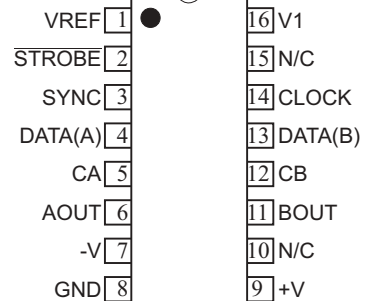 VREF 1 16 V1
STROBE 2 15 N/C
SYNC 3 14 CLOCK
DATA(A) 4 13 DATA(B)
CA 5 12 CB
AOUT 6 11 BOUT
-V 7 10 N/C
GND 8 9 +V